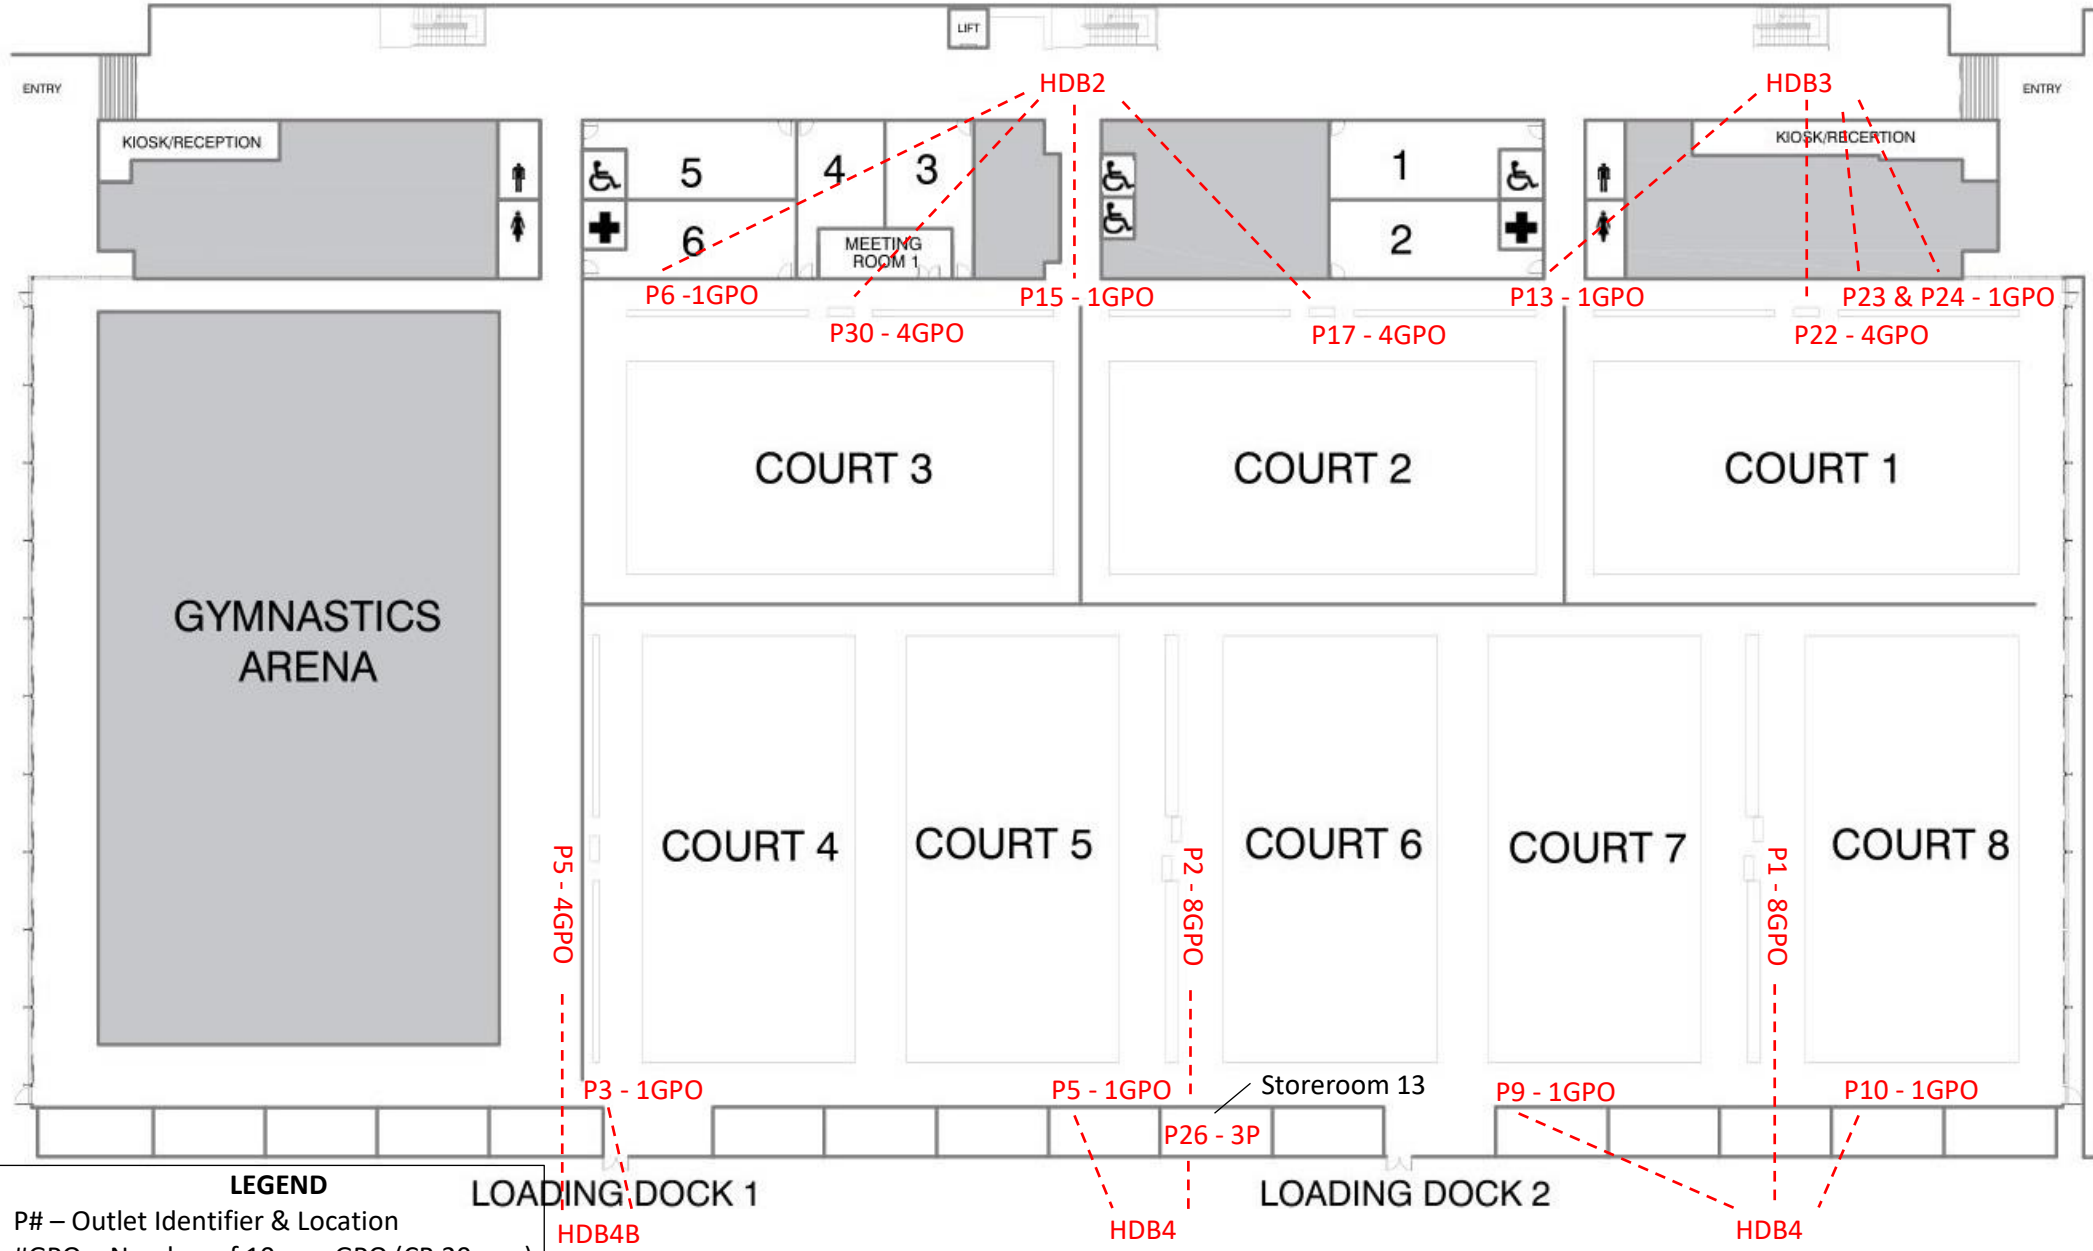 LIFT
ENTRY
HDB2
HDB3
ENTRY
KIOSK/RECEPTION
5
4
3
1
KIOSK/RECEPTION
6
MEETING
ROOM 1
2
P6 -1GPO
P15 - 1GPO
P13 - 1GPO
P23 & P24 - 1GPO
P30 - 4GPO
P17 - 4GPO
P22 - 4GPO
COURT 3
COURT 2
COURT 1
GYMNASTICS
ARENA
COURT 4
COURT 5
COURT 6
COURT 7
COURT 8
P5 - 4GPO
P2 - 8GPO
P1 - 8GPO
P3 - 1GPO
P5 - 1GPO
Storeroom 13
P9 - 1GPO
P10 - 1GPO
P26 - 3P
LOADING DOCK 1
LOADING DOCK 2
HDB4B
HDB4
HDB4
LEGEND
P# – Outlet Identifier & Location